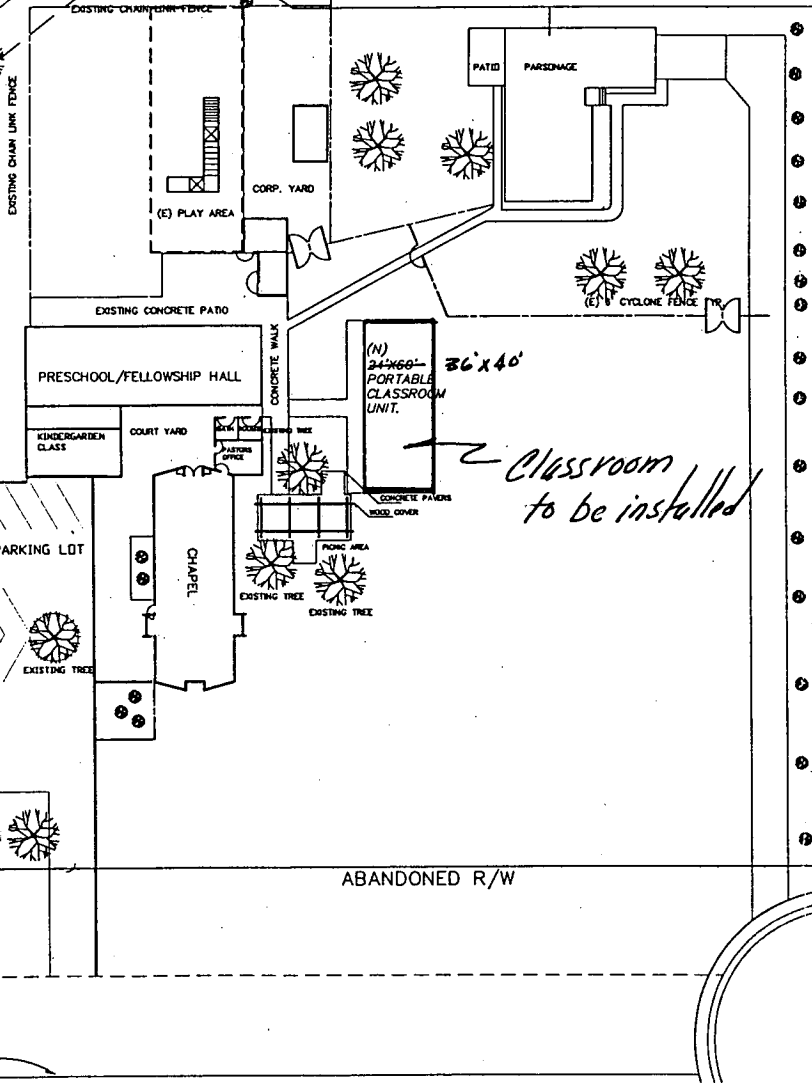 EXISTING CHAIN LINK FENCE
EXISTING CHAIN LINK FENCE
PATIO
PARSONAGE
CORP. YARD
(E) PLAY AREA
(E) 8' CYCLONE FENCE TYP.
EXISTING CONCRETE PATIO
CONCRETE WALK
(N)
24'X60'
36'X40'
PORTABLE
CLASSROOM
UNIT.
PRESCHOOL/FELLOWSHIP HALL
KINDERGARDEN
CLASS
COURT YARD
EXISTING TREE
PASTORS
OFFICE
Classroom
to be installed
CONCRETE PAVERS
WOOD COVER
PARKING LOT
CHAPEL
PICNIC AREA
EXISTING TREE
EXISTING TREE
EXISTING TREE
ABANDONED R/W